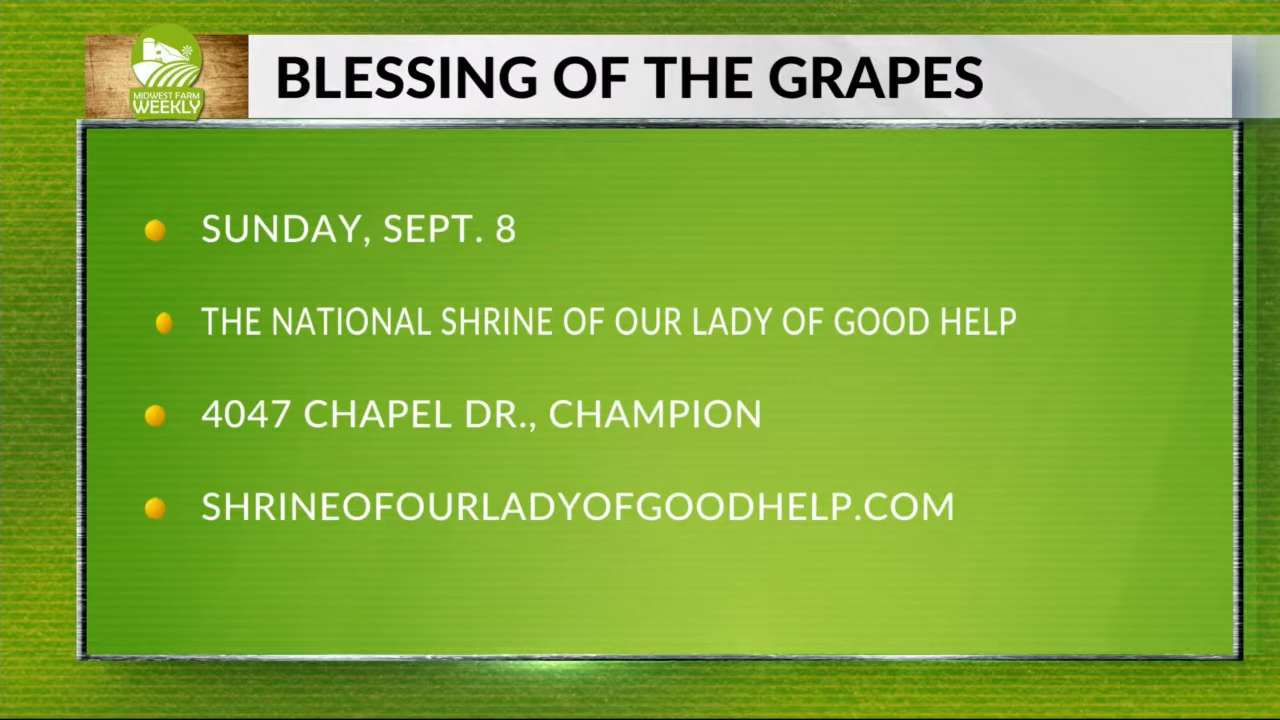 MIDWEST FARM
WEEKLY
BLESSING OF THE GRAPES
SUNDAY, SEPT. 8
THE NATIONAL SHRINE OF OUR LADY OF GOOD HELP
4047 CHAPEL DR., CHAMPION
SHRINEOFOURLADYOFGOODHELP.COM